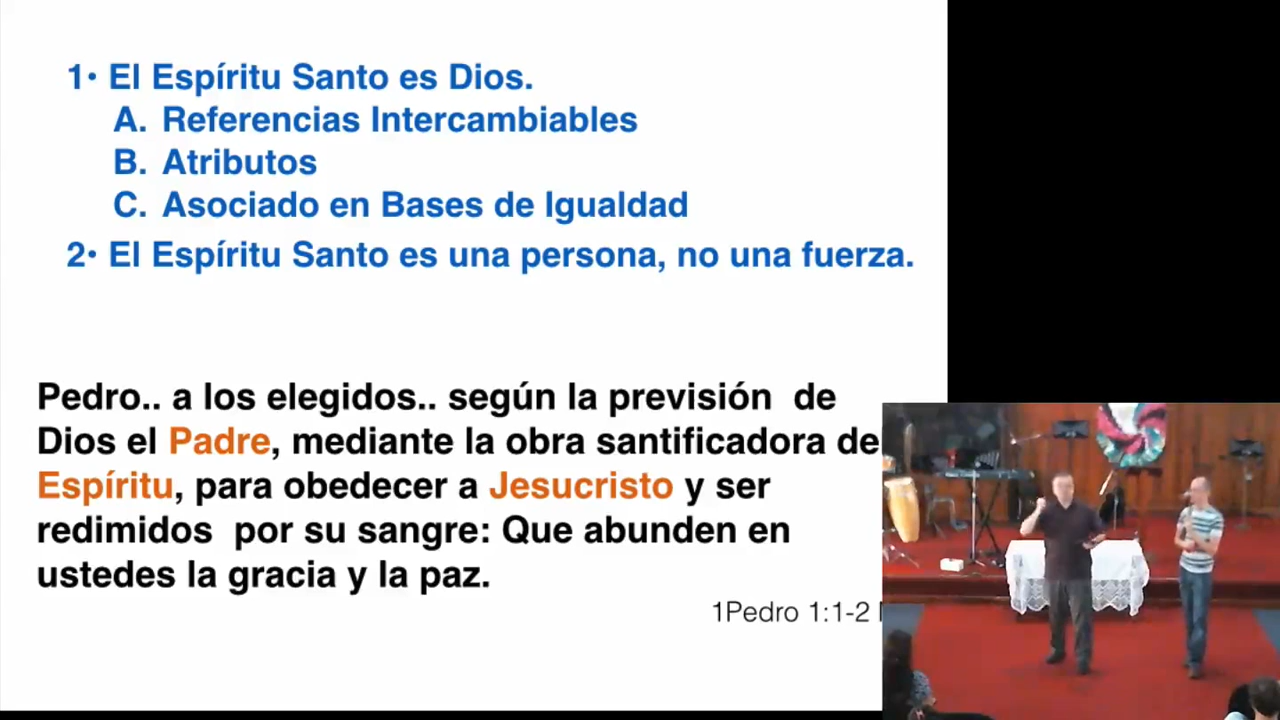 1• El Espíritu Santo es Dios.
A. Referencias Intercambiables
B. Atributos
C. Asociado en Bases de Igualdad
2• El Espíritu Santo es una persona, no una fuerza.
Pedro.. a los elegidos.. según la previsión de
Dios el Padre, mediante la obra santificadora de
Espíritu, para obedecer a Jesucristo y ser
redimidos por su sangre: Que abunden en
ustedes la gracia y la paz.
1Pedro 1:1-2